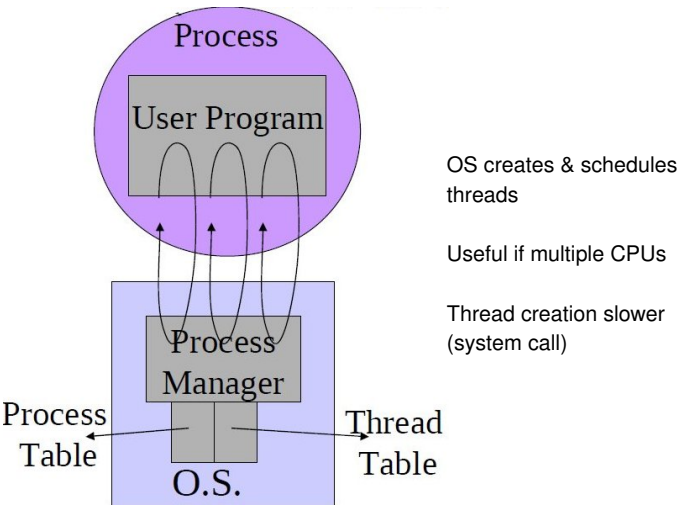 Process
User Program
OS creates & schedules
threads
Useful if multiple CPUs
Thread creation slower
(system call)
Process
Manager
Process
Table
Thread
Table
O.S.